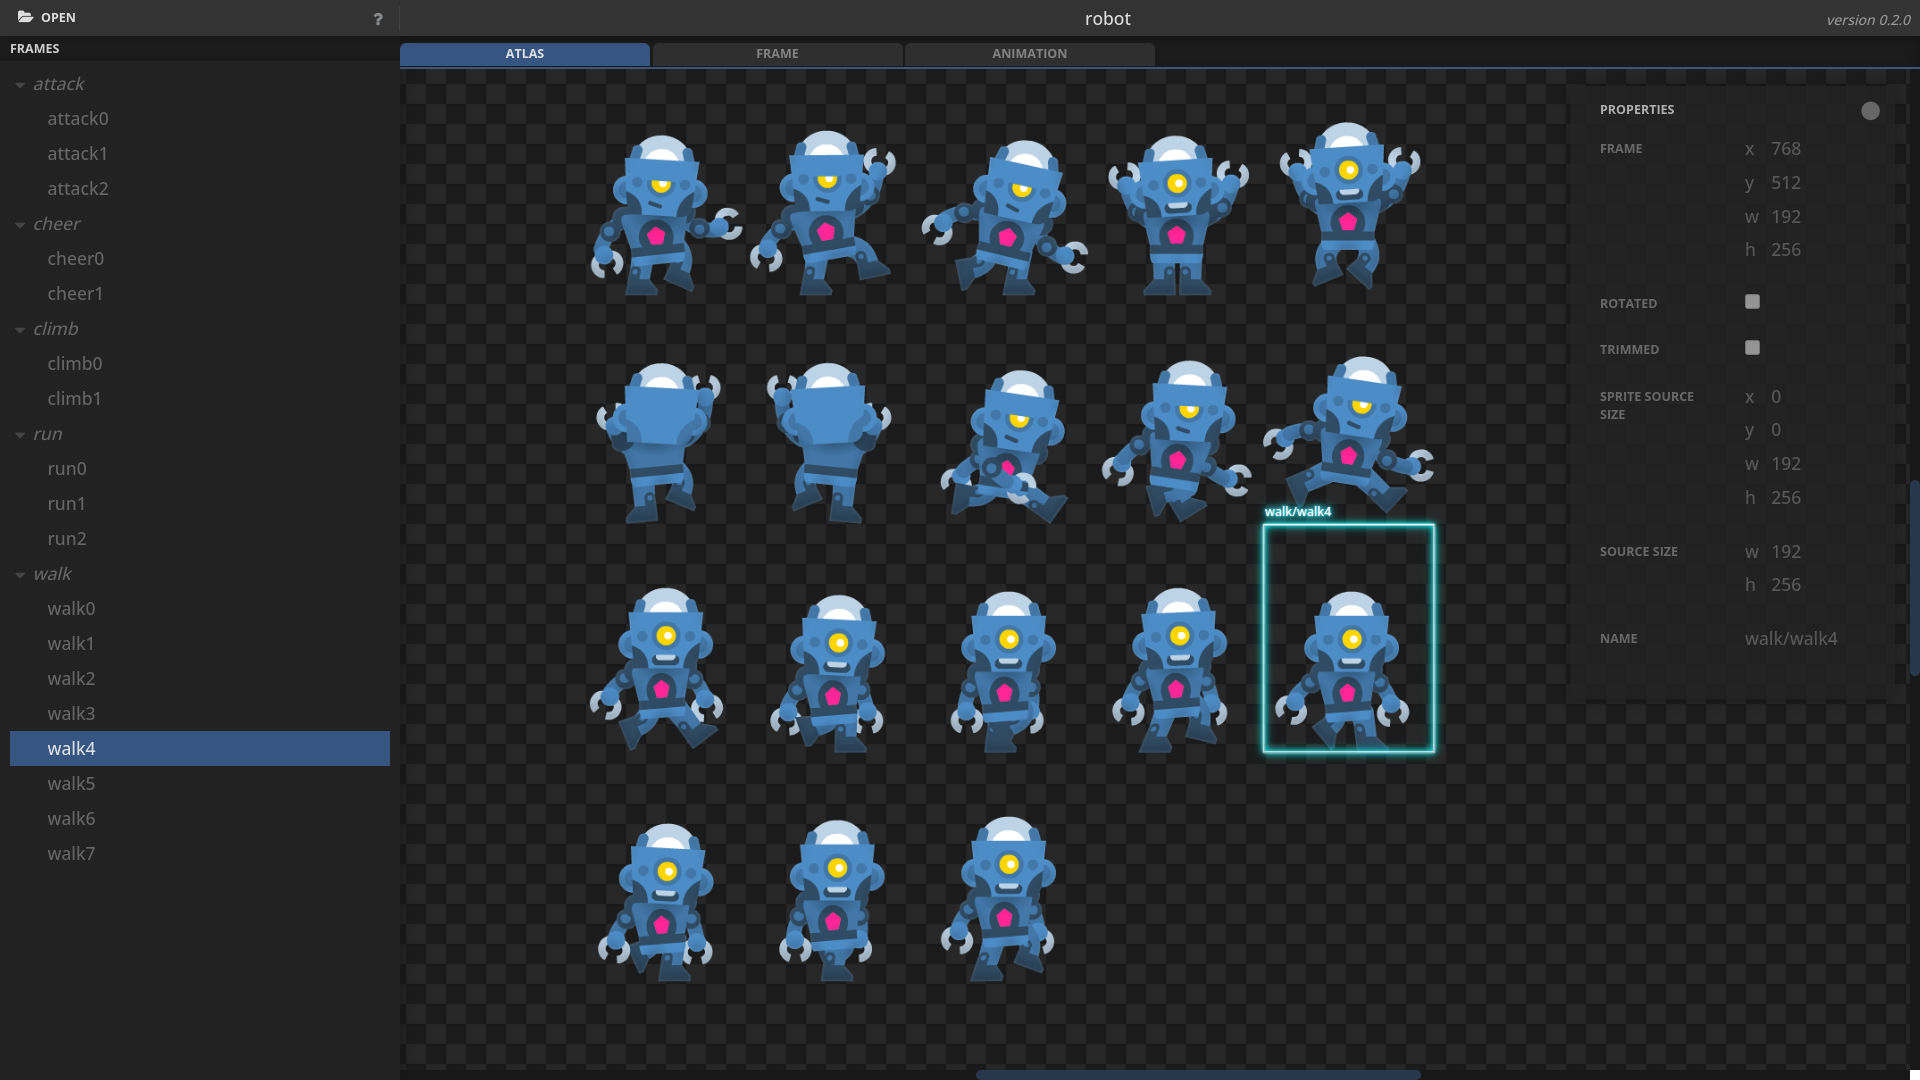 OPEN
?
robot
version 0.2.0
FRAMES
ATLAS
FRAME
ANIMATION
attack
attack0
attack1
attack2
cheer
cheer0
cheer1
climb
climb0
climb1
run
run0
run1
run2
walk
walk0
walk1
walk2
walk3
walk4
walk5
walk6
walk7
walk/walk4
PROPERTIES
FRAME
x 768
y 512
w 192
h 256
ROTATED
TRIMMED
SPRITE SOURCE
SIZE
x 0
y 0
w 192
h 256
SOURCE SIZE
w 192
h 256
NAME
walk/walk4